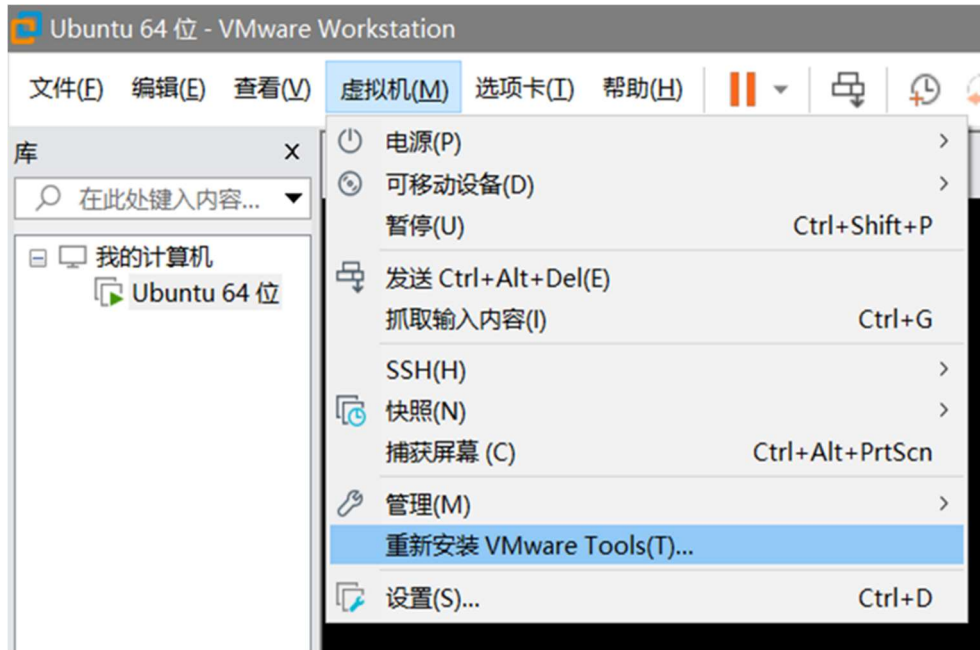 Ubuntu 64 位 - VMware Workstation
文件(F) 编辑(E) 查看(V) 虚拟机(M) 选项卡(T) 帮助(H)
库
在此处键入内容...
我的计算机
Ubuntu 64 位
电源(P)
可移动设备(D)
暂停(U) Ctrl+Shift+P
发送 Ctrl+Alt+Del(E)
抓取输入内容(I) Ctrl+G
SSH(H)
快照(N)
捕获屏幕 (C) Ctrl+Alt+PrtScn
管理(M)
重新安装 VMware Tools(T)...
设置(S)... Ctrl+D